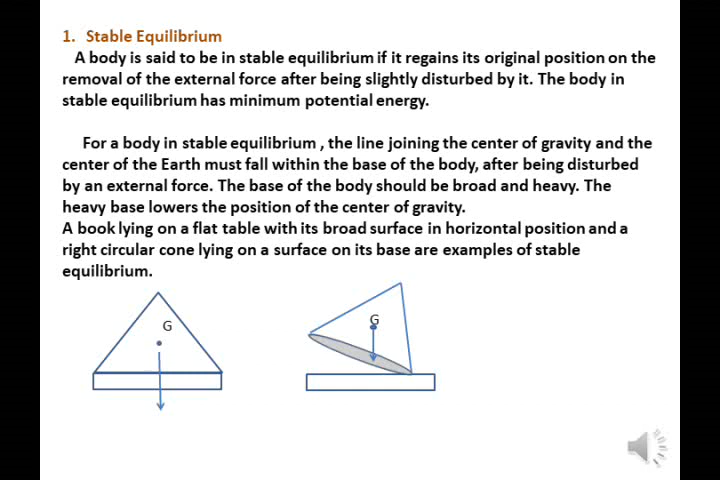 1. Stable Equilibrium
A body is said to be in stable equilibrium if it regains its original position on the
removal of the external force after being slightly disturbed by it. The body in
stable equilibrium has minimum potential energy.
For a body in stable equilibrium , the line joining the center of gravity and the
center of the Earth must fall within the base of the body, after being disturbed
by an external force. The base of the body should be broad and heavy. The
heavy base lowers the position of the center of gravity.
A book lying on a flat table with its broad surface in horizontal position and a
right circular cone lying on a surface on its base are examples of stable
equilibrium.
G
G